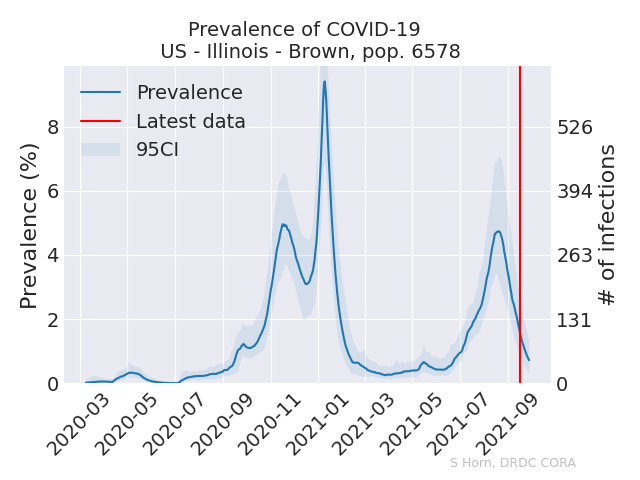 Prevalence of COVID-19
US - Illinois - Brown, pop. 6578
Prevalence
Latest data
95CI
Prevalence (%)
8
6
4
2
0
526
394
263
131
0
# of infections
2020-03
2020-05
2020-07
2020-09
2020-11
2021-01
2021-03
2021-05
2021-07
2021-09
S Horn, DRDC CORA